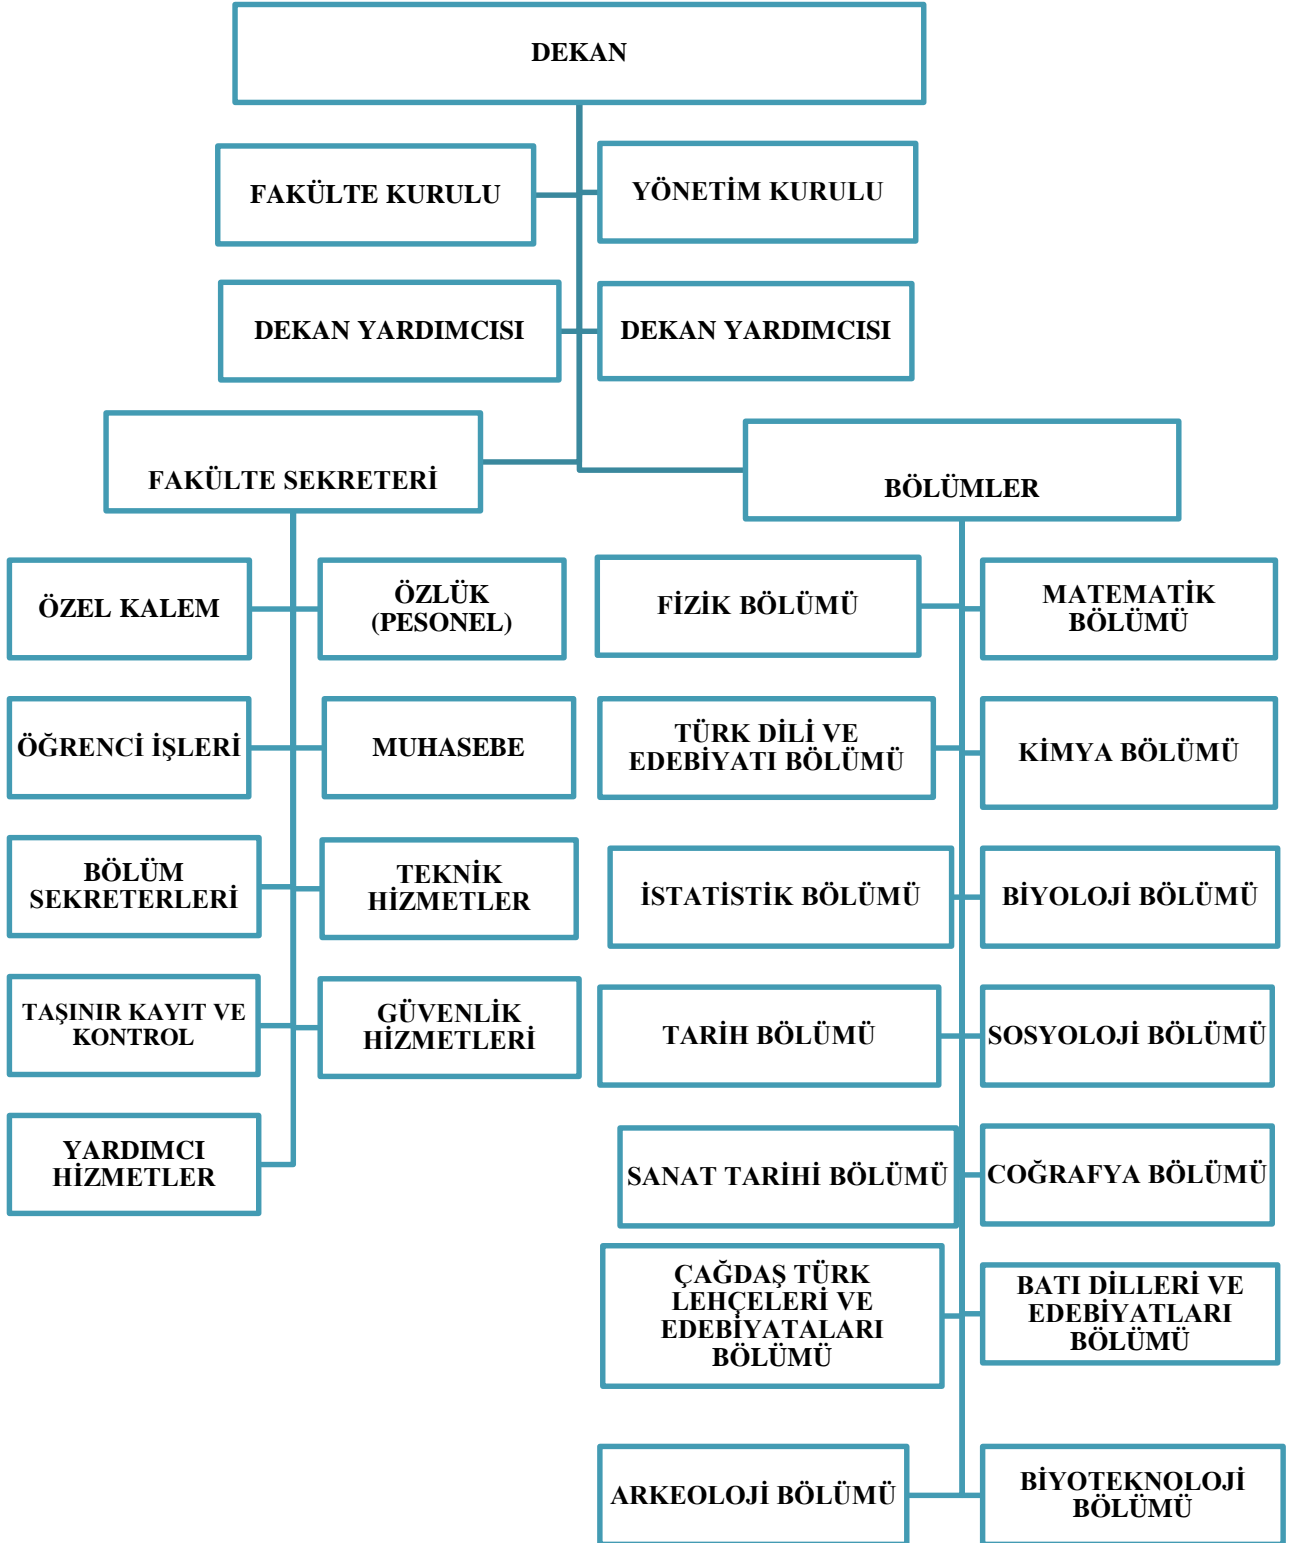 DEKAN
FAKÜLTE KURULU
YÖNETİM KURULU
DEKAN YARDIMCISI
DEKAN YARDIMCISI
FAKÜLTE SEKRETERİ
BÖLÜMLER
ÖZEL KALEM
ÖZLÜK
(PESONEL)
ÖĞRENCİ İŞLERİ
MUHASEBE
BÖLÜM
SEKRETERLERİ
TEKNİK
HİZMETLER
TAŞINIR KAYIT VE
KONTROL
GÜVENLİK
HİZMETLERİ
YARDIMCI
HİZMETLER
FİZİK BÖLÜMÜ
MATEMATİK
BÖLÜMÜ
TÜRK DİLİ VE
EDEBİYATI BÖLÜMÜ
KİMYA BÖLÜMÜ
İSTATİSTİK BÖLÜMÜ
BİYOLOJİ BÖLÜMÜ
TARİH BÖLÜMÜ
SOSYOLOJİ BÖLÜMÜ
SANAT TARİHİ BÖLÜMÜ
COĞRAFYA BÖLÜMÜ
ÇAĞDAŞ TÜRK
LEHÇELERİ VE
EDEBİYATALARI
BÖLÜMÜ
BATI DİLLERİ VE
EDEBİYATLARI
BÖLÜMÜ
ARKEOLOJİ BÖLÜMÜ
BİYOTEKNOLOJİ
BÖLÜMÜ